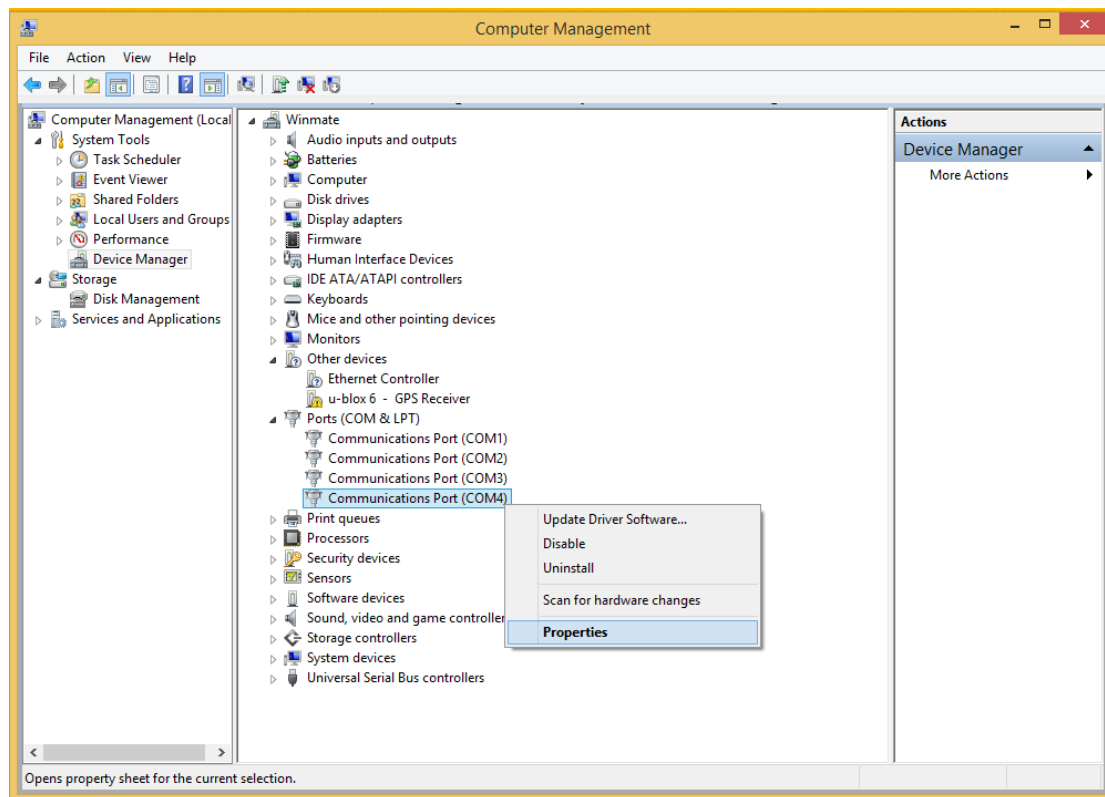 Computer Management
File Action View Help
Computer Management (Local
System Tools
Task Scheduler
Event Viewer
Shared Folders
Local Users and Groups
Performance
Device Manager
Storage
Disk Management
Services and Applications
Winmate
Audio inputs and outputs
Batteries
Computer
Disk drives
Display adapters
Firmware
Human Interface Devices
IDE ATA/ATAPI controllers
Keyboards
Mice and other pointing devices
Monitors
Other devices
Ethernet Controller
u-blox 6 - GPS Receiver
Ports (COM & LPT)
Communications Port (COM1)
Communications Port (COM2)
Communications Port (COM3)
Communications Port (COM4)
Print queues
Processors
Security devices
Sensors
Software devices
Sound, video and game controller
Storage controllers
System devices
Universal Serial Bus controllers
Update Driver Software...
Disable
Uninstall
Scan for hardware changes
Properties
Actions
Device Manager
More Actions
Opens property sheet for the current selection.